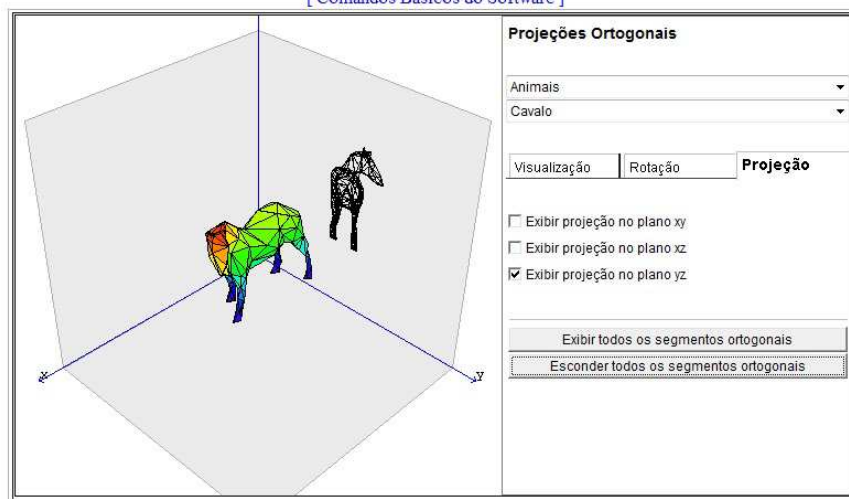 [ Comandos Básicos do Software ]
Projeções Ortogonais
Animais
Cavalo
Visualização
Rotação
Projeção
Exibir projeção no plano xy
Exibir projeção no plano xz
Exibir projeção no plano yz
Exibir todos os segmentos ortogonais
Esconder todos os segmentos ortogonais
x
Y